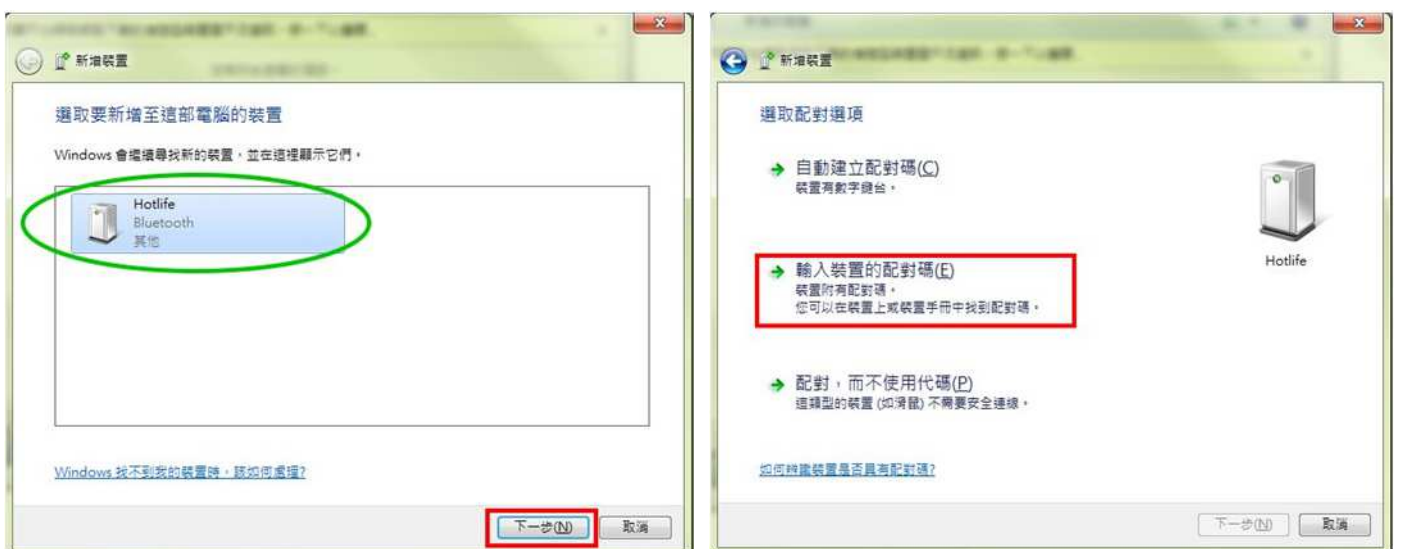 新增裝置
選取要新增至這部電腦的裝置
Windows 會繼續尋找新的裝置，並在這裡顯示它們。
Hotlife
Bluetooth
其他
Windows 找不到我的裝置時，該如何處理?
下一步(N)
取消
新增裝置
選取配對選項
自動建立配對碼(C)
裝置有數字鍵台。
輸入裝置的配對碼(E)
裝置附有配對碼。
您可以在裝置上或裝置手冊中找到配對碼。
Hotlife
配對，而不使用代碼(P)
這類型的裝置 (如滑鼠) 不需要安全連線。
如何辨識裝置是否具有配對碼?
下一步(N)
取消